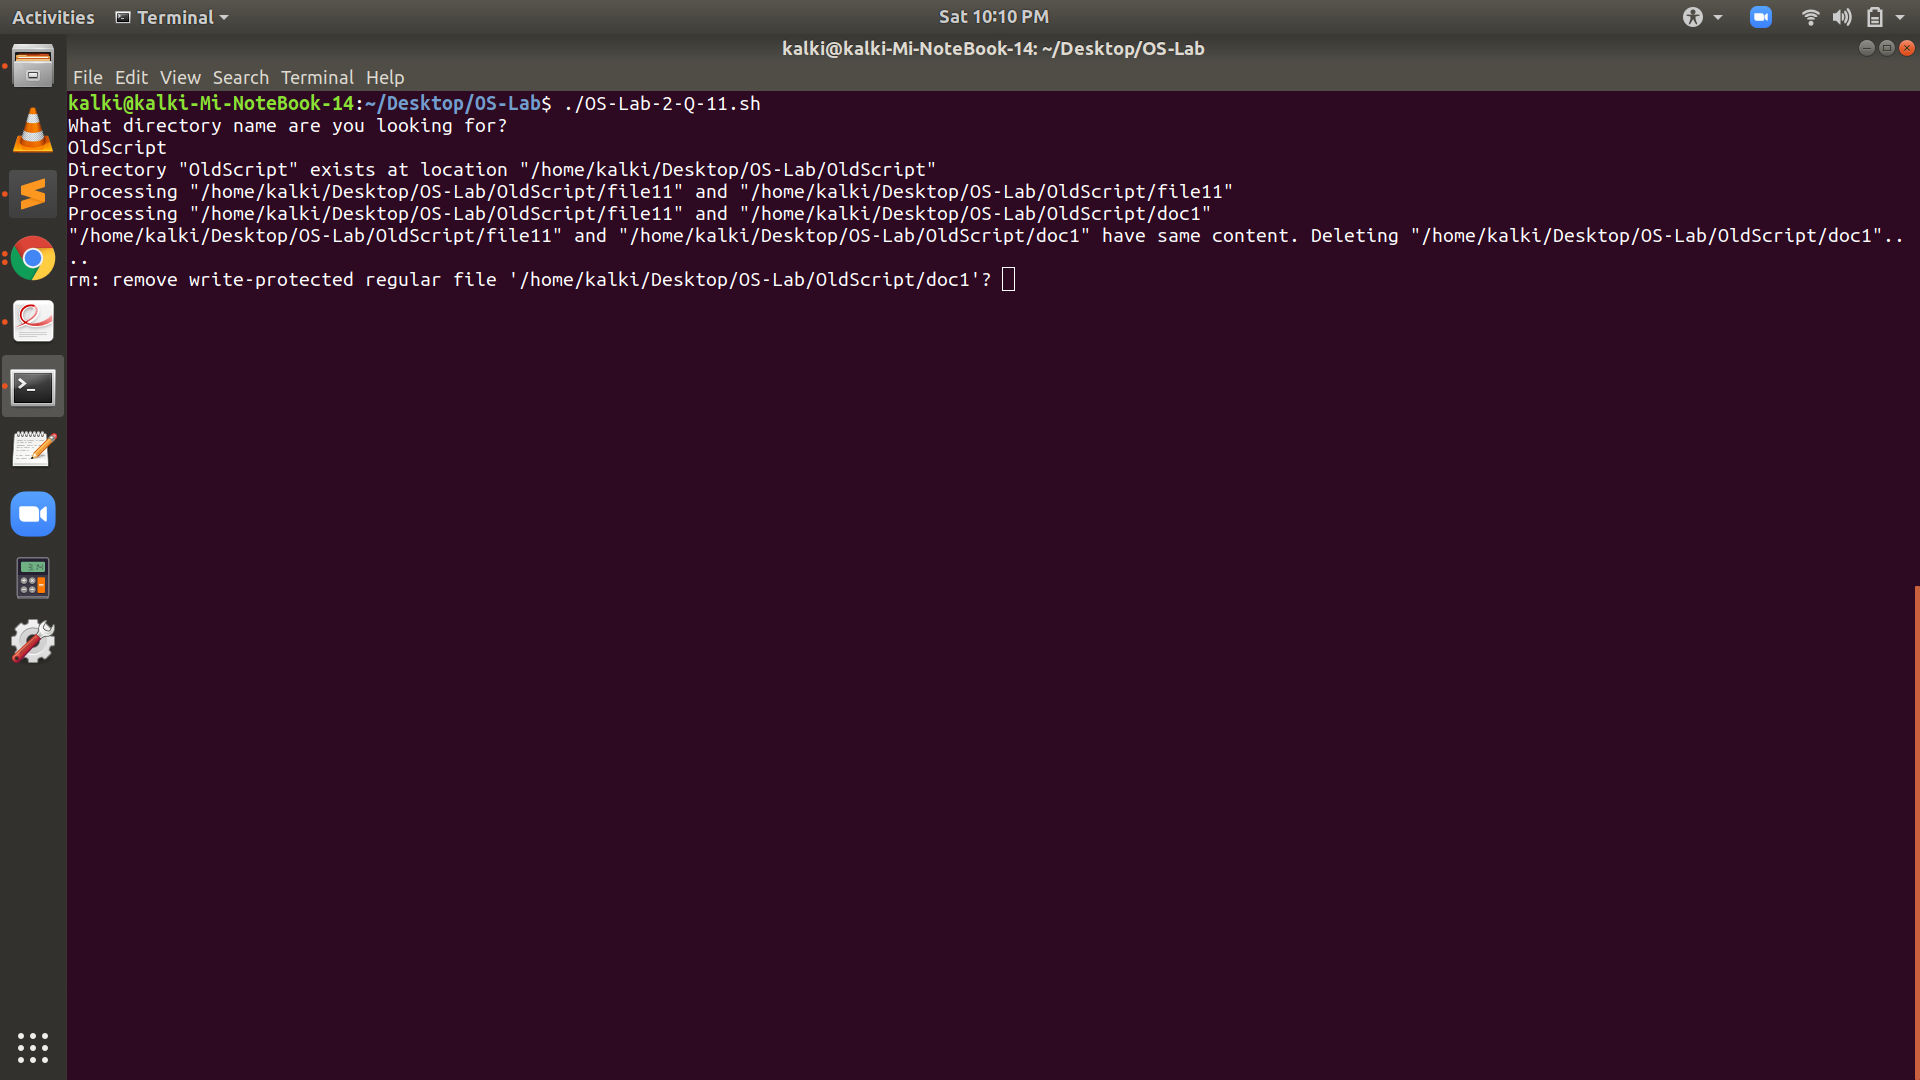 Activities Terminal Sat 10:10 PM
kalki@kalki-Mi-NoteBook-14: ~/Desktop/OS-Lab
File Edit View Search Terminal Help
kalki@kalki-Mi-NoteBook-14:~/Desktop/OS-Lab$ ./OS-Lab-2-Q-11.sh
What directory name are you looking for?
OldScript
Directory "OldScript" exists at location "/home/kalki/Desktop/OS-Lab/OldScript"
Processing "/home/kalki/Desktop/OS-Lab/OldScript/file11" and "/home/kalki/Desktop/OS-Lab/OldScript/file11"
Processing "/home/kalki/Desktop/OS-Lab/OldScript/file11" and "/home/kalki/Desktop/OS-Lab/OldScript/doc1"
"/home/kalki/Desktop/OS-Lab/OldScript/file11" and "/home/kalki/Desktop/OS-Lab/OldScript/doc1" have same content. Deleting "/home/kalki/Desktop/OS-Lab/OldScript/doc1"..
..
rm: remove write-protected regular file '/home/kalki/Desktop/OS-Lab/OldScript/doc1'?